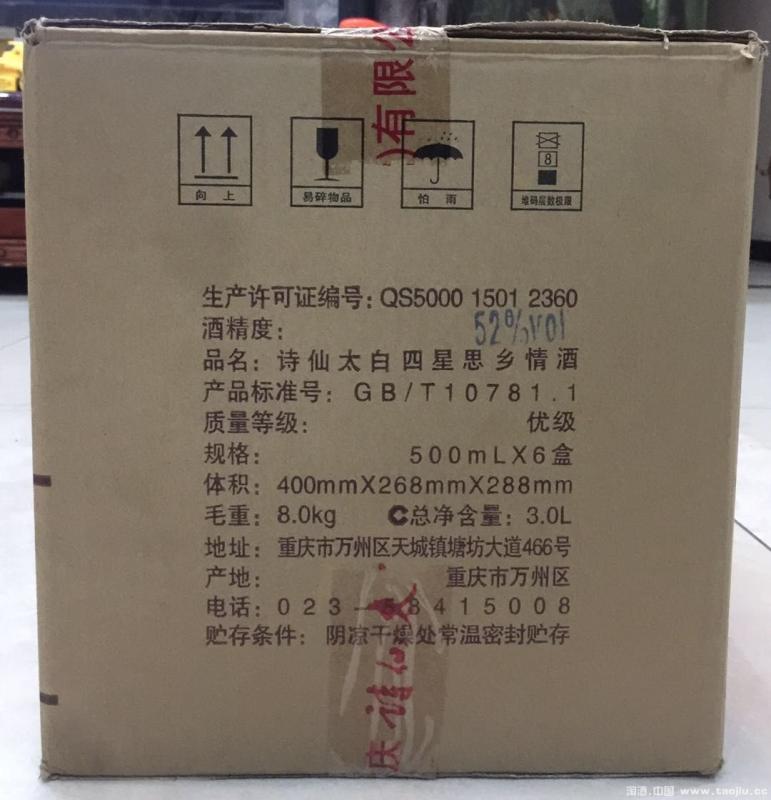 )有限公
向上
易碎物品
怕雨
8
堆码层数极限
生产许可证编号：QS5000 1501 2360
酒精度： 52%vol
品名：诗仙太白四星思乡情酒
产品标准号：GB/T10781.1
质量等级： 优级
规格： 500mLX6盒
体积：400mmX268mmX288mm
毛重：8.0kg C总净含量：3.0L
地址：重庆市万州区天城镇塘坊大道466号
产地： 重庆市万州区
电话：023-58415008
贮存条件：阴凉干燥处常温密封贮存
庆诗仙太
淘酒.中国 www.taojiu.cc